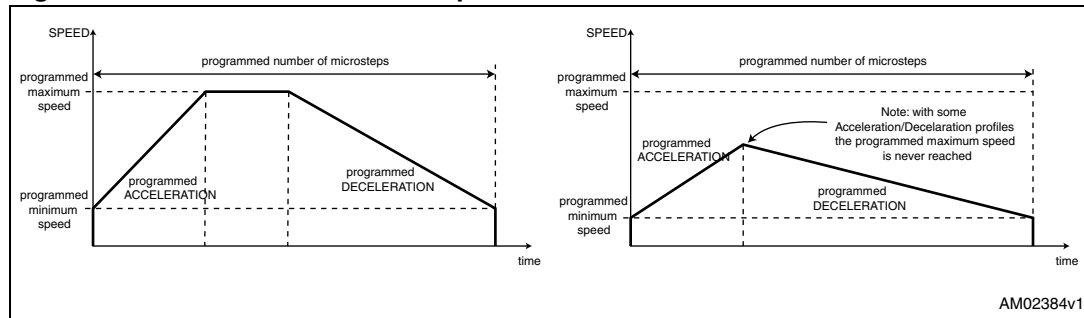 SPEED
programmed number of microsteps
programmed
maximum
speed
programmed
ACCELERATION
programmed
DECELERATION
programmed
minimum
speed
time
SPEED
programmed number of microsteps
programmed
maximum
speed
Note: with some
Acceleration/Decelaration profiles
the programmed maximum speed
is never reached
programmed
ACCELERATION
programmed
DECELERATION
programmed
minimum
speed
time
AM02384v1